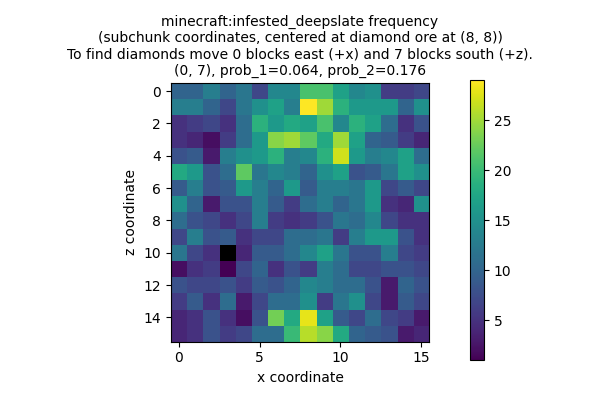 minecraft:infested_deepslate frequency
(subchunk coordinates, centered at diamond ore at (8, 8))
To find diamonds move 0 blocks east (+x) and 7 blocks south (+z).
(0, 7), prob_1=0.064, prob_2=0.176
0
2
4
6
8
10
12
14
z coordinate
0 5 10 15
x coordinate
25
20
15
10
5